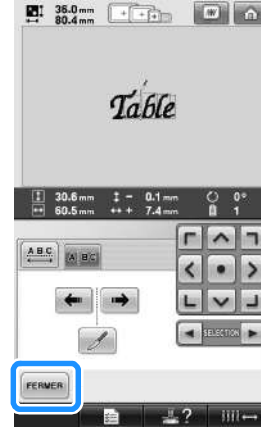 36.0 mm
80.4 mm
Table
30.6 mm - 0.1 mm 0°
60.5 mm + 7.4 mm 1
ABC A BC
SELECTION
FERMER
?